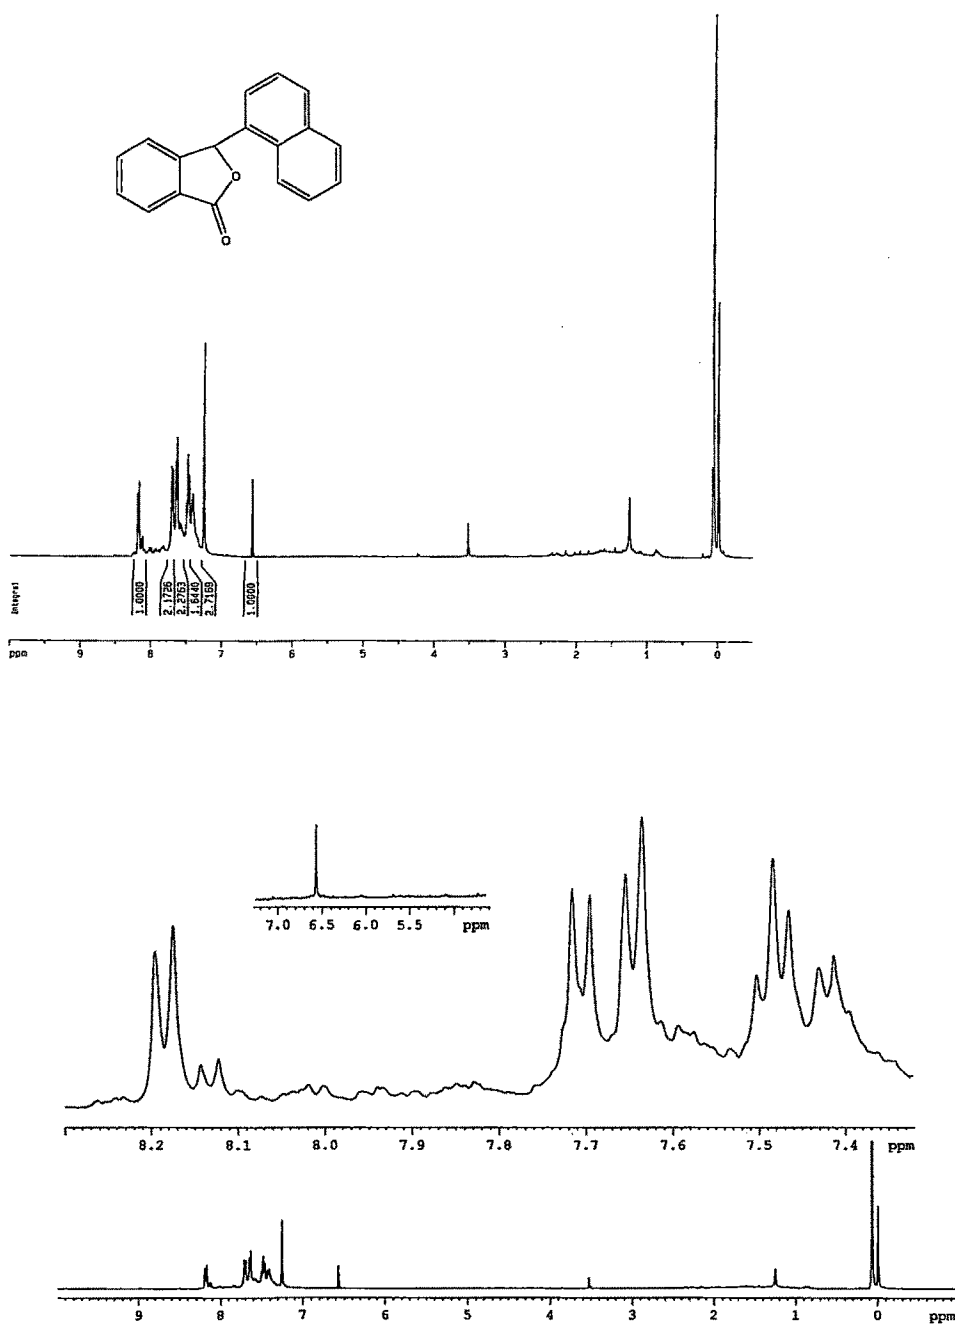 O
O
Integral
1.0000
2.1726
2.2763
1.6440
2.7169
1.0000
ppm 9 8 7 6 5 4 3 2 1 0
7.0 6.5 6.0 5.5 ppm
8.2 8.1 8.0 7.9 7.8 7.7 7.6 7.5 7.4 ppm
9 8 7 6 5 4 3 2 1 0 ppm